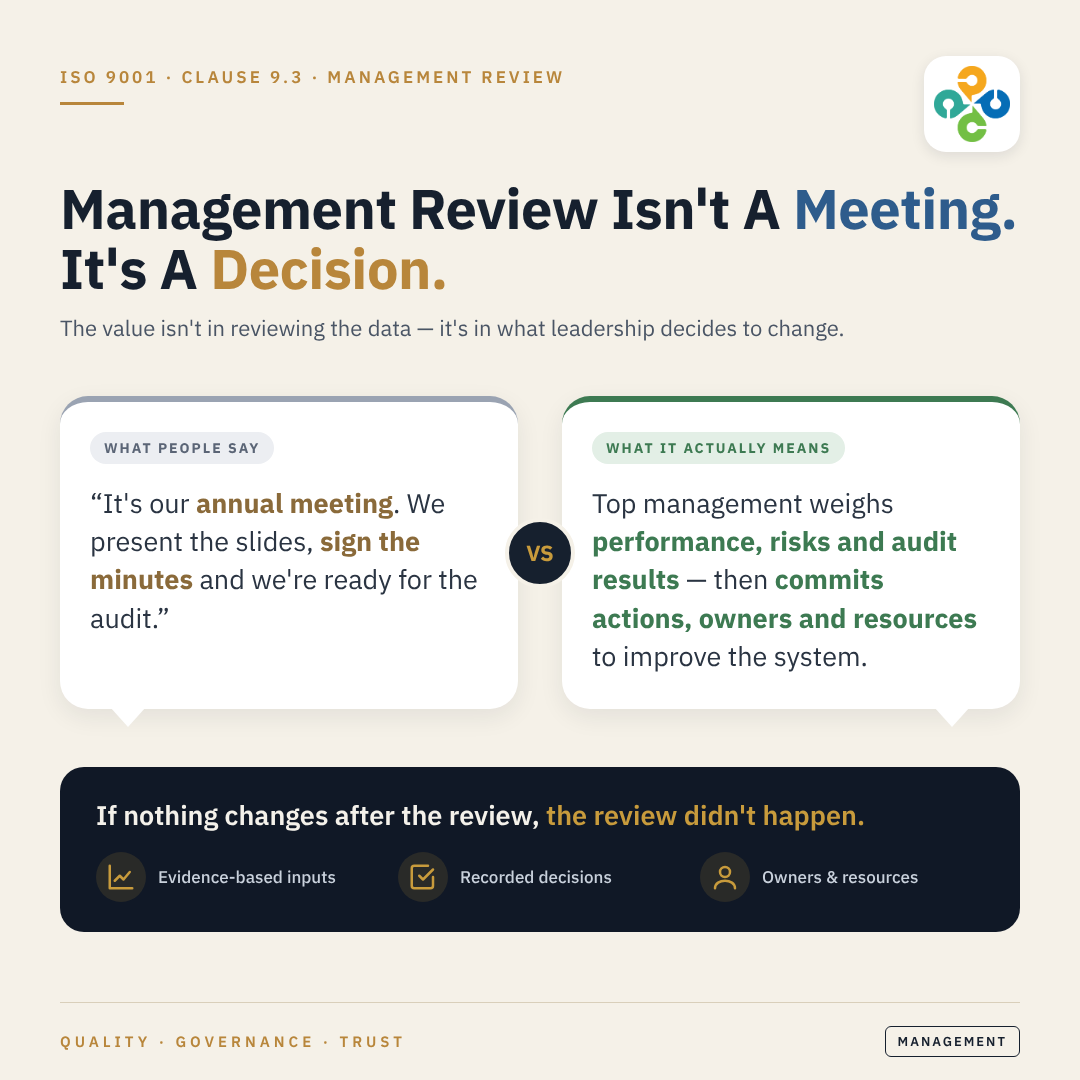 ISO 9001 · CLAUSE 9.3 · MANAGEMENT REVIEW
Management Review Isn't A Meeting.
It's A Decision.
The value isn't in reviewing the data — it's in what leadership decides to change.
WHAT PEOPLE SAY
“It's our annual meeting. We
present the slides, sign the
minutes and we're ready for the
audit.”
VS
WHAT IT ACTUALLY MEANS
Top management weighs
performance, risks and audit
results — then commits
actions, owners and resources
to improve the system.
If nothing changes after the review, the review didn't happen.
Evidence-based inputs
Recorded decisions
Owners & resources
QUALITY · GOVERNANCE · TRUST
MANAGEMENT